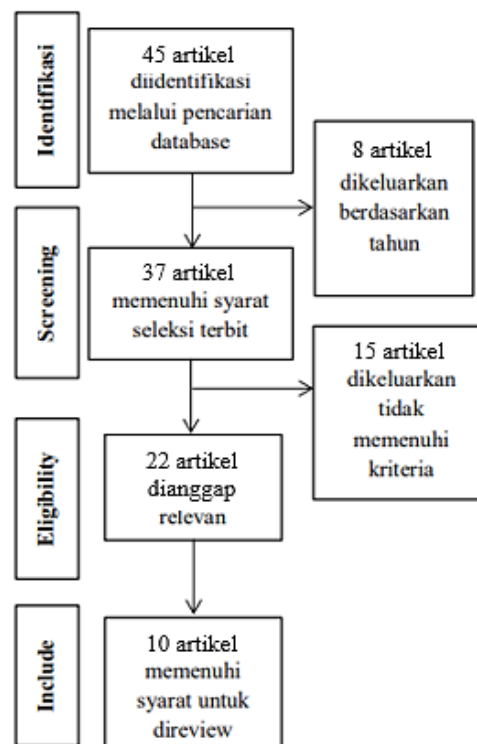 Identifikasi
45 artikel
diidentifikasi
melalui pencarian
database
8 artikel
dikeluarkan
berdasarkan
tahun
Screening
37 artikel
memenuhi syarat
seleksi terbit
15 artikel
dikeluarkan
tidak
memenuhi
kriteria
Eligibility
22 artikel
dianggap
relevan
Include
10 artikel
memenuhi
syarat untuk
direview